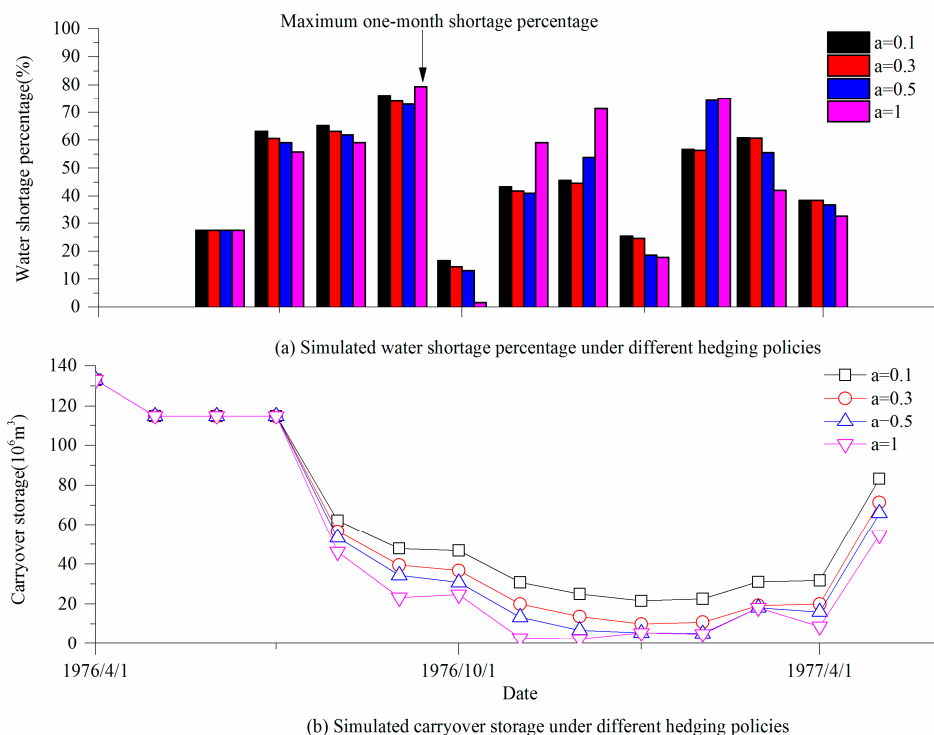 Maximum one-month shortage percentage
Water shortage percentage(%)
100
90
80
70
60
50
40
30
20
10
0
a=0.1
a=0.3
a=0.5
a=1
(a) Simulated water shortage percentage under different hedging policies
Carryover storage(10⁶m³)
140
120
100
80
60
40
20
0
a=0.1
a=0.3
a=0.5
a=1
1976/4/1
1976/10/1
1977/4/1
Date
(b) Simulated carryover storage under different hedging policies